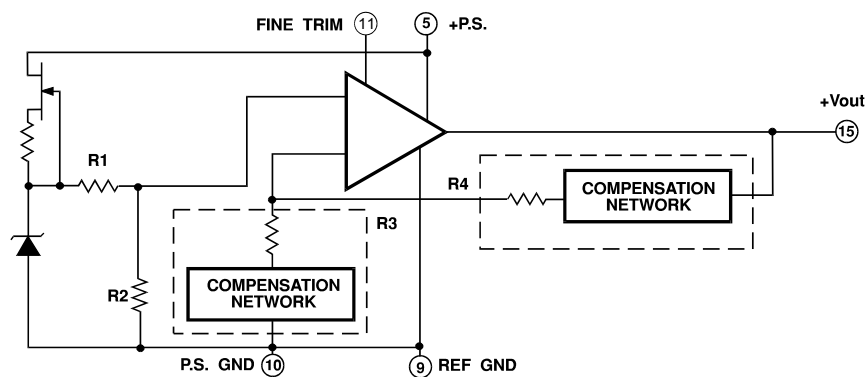 FINE TRIM 11
5 +P.S.
+Vout
15
R1
R4
COMPENSATION
NETWORK
R3
R2
COMPENSATION
NETWORK
P.S. GND 10
9 REF GND